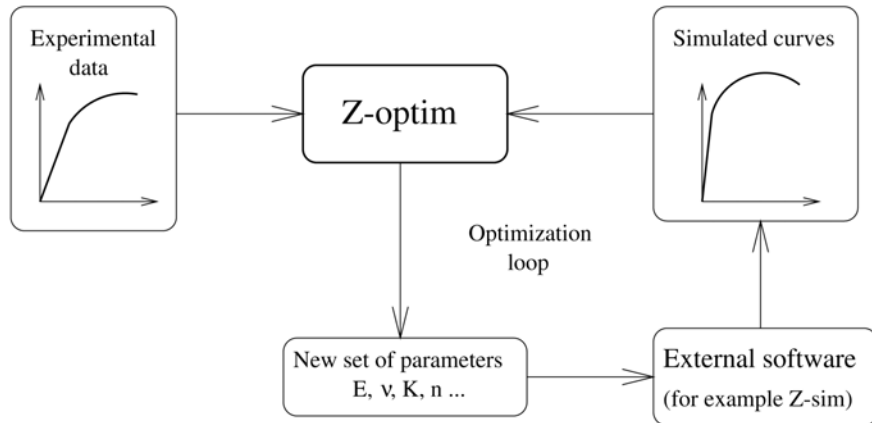 Experimental
data
Z-optim
Simulated curves
Optimization
loop
New set of parameters
E, ν, K, n ...
External software
(for example Z-sim)